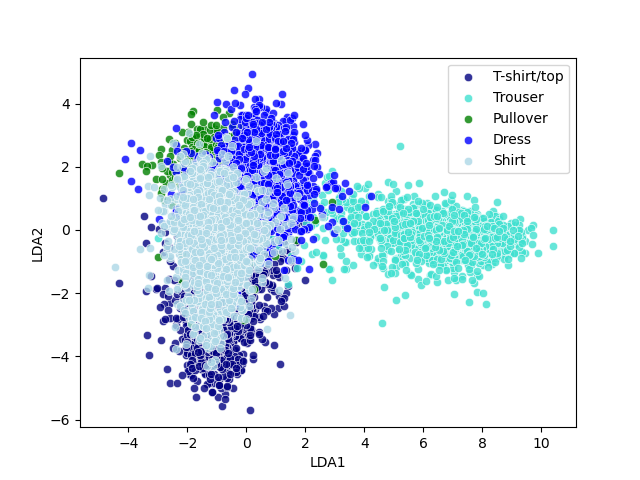 T-shirt/top
Trouser
Pullover
Dress
Shirt
4
2
0
−2
−4
−6
LDA2
−4 −2 0 2 4 6 8 10
LDA1